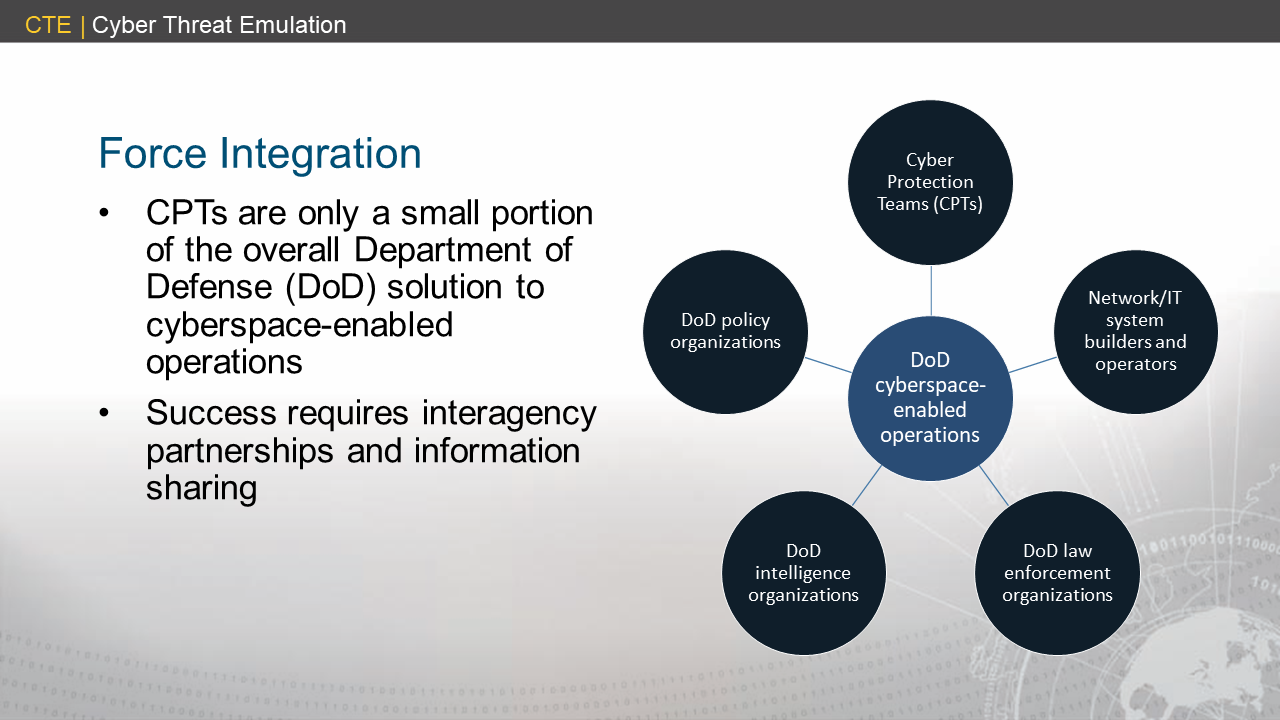 CTE | Cyber Threat Emulation
Force Integration
• CPTs are only a small portion
of the overall Department of
Defense (DoD) solution to
cyberspace-enabled
operations
• Success requires interagency
partnerships and information
sharing
Cyber
Protection
Teams (CPTs)
Network/IT
system
builders and
operators
DoD law
enforcement
organizations
DoD
intelligence
organizations
DoD policy
organizations
DoD
cyberspace-
enabled
operations